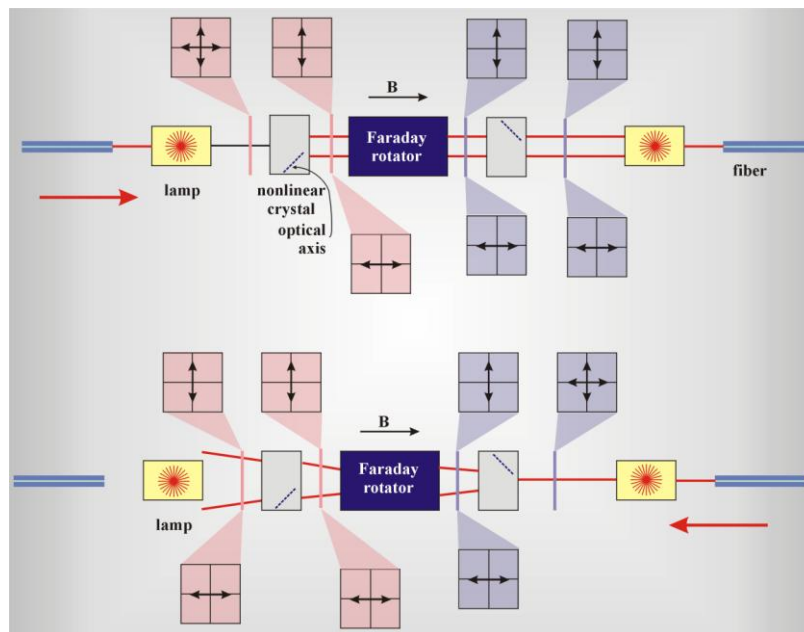 B
Faraday
rotator
lamp
nonlinear
crystal
optical
axis
fiber
B
Faraday
rotator
lamp